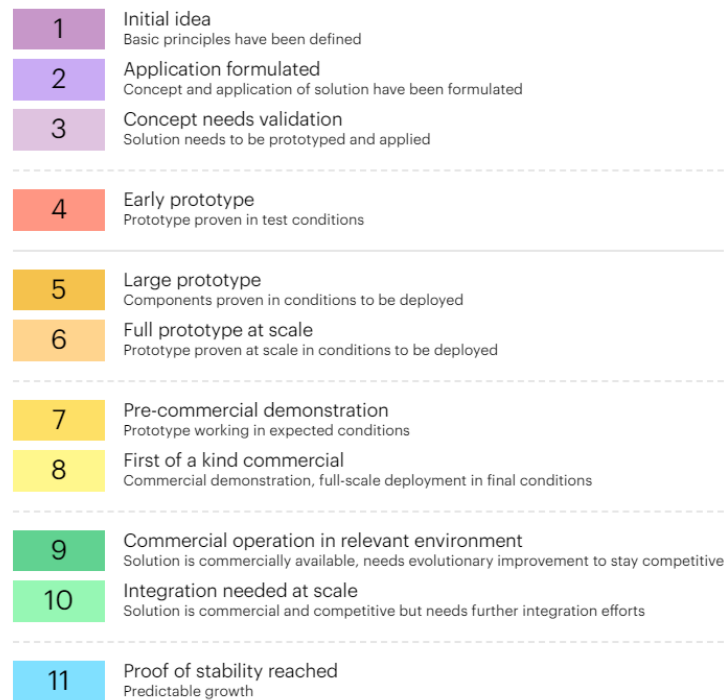 1
Initial idea
Basic principles have been defined
2
Application formulated
Concept and application of solution have been formulated
3
Concept needs validation
Solution needs to be prototyped and applied
4
Early prototype
Prototype proven in test conditions
5
Large prototype
Components proven in conditions to be deployed
6
Full prototype at scale
Prototype proven at scale in conditions to be deployed
7
Pre-commercial demonstration
Prototype working in expected conditions
8
First of a kind commercial
Commercial demonstration, full-scale deployment in final conditions
9
Commercial operation in relevant environment
Solution is commercially available, needs evolutionary improvement to stay competitive
10
Integration needed at scale
Solution is commercial and competitive but needs further integration efforts
11
Proof of stability reached
Predictable growth